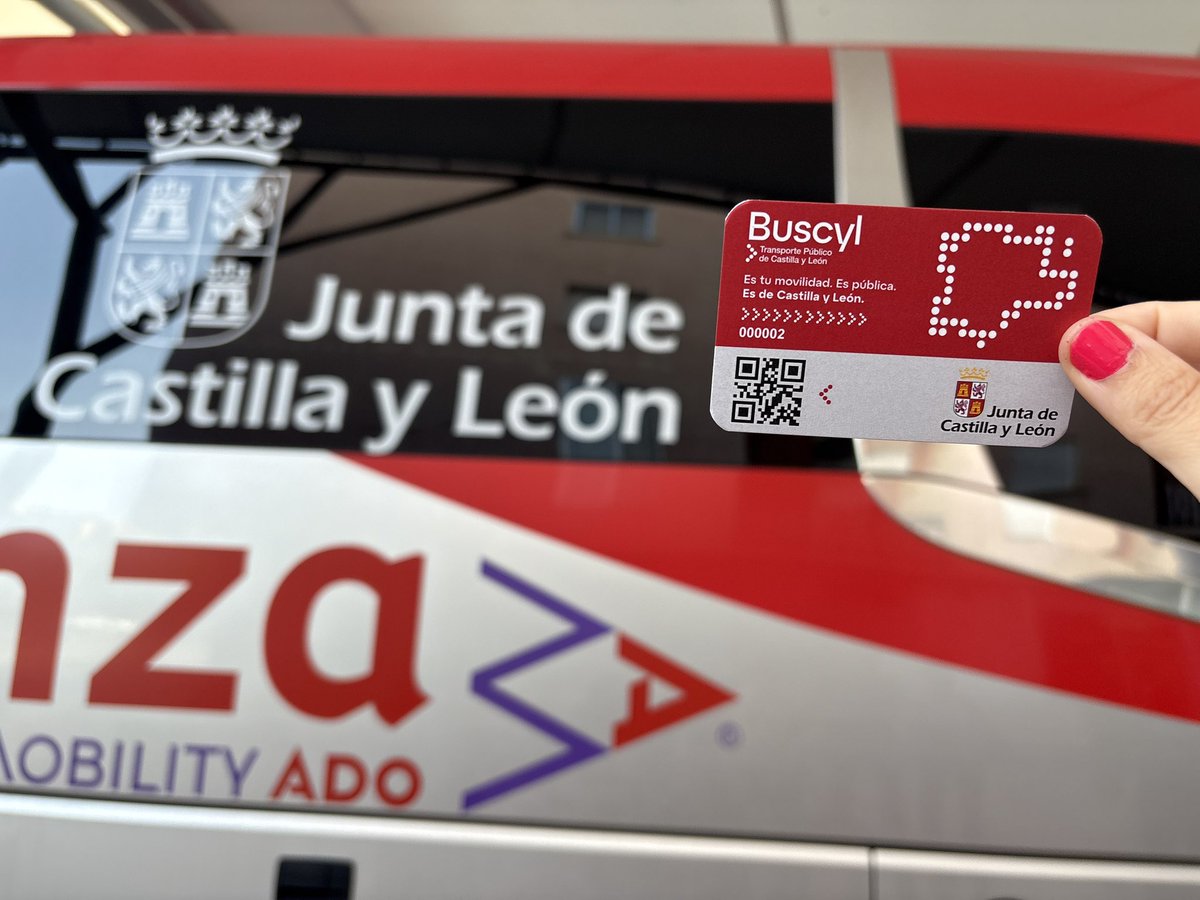 Junta de
Castilla y León
nza
MOBILITY ADO
©
Buscyl
Transporte Público
de Castilla y León
Es tu movilidad. Es pública.
Es de Castilla y León.
000002
Junta de
Castilla y León